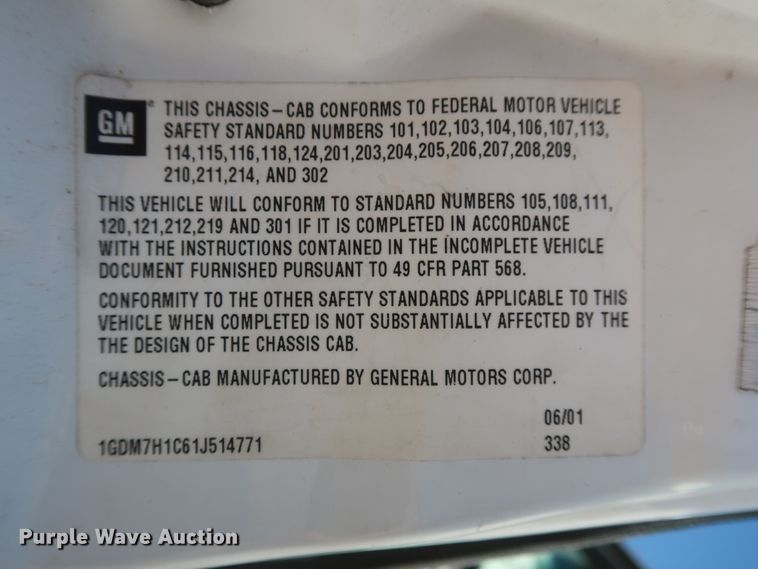 GM
® THIS CHASSIS-CAB CONFORMS TO FEDERAL MOTOR VEHICLE
SAFETY STANDARD NUMBERS 101,102,103,104,106,107,113,
114,115,116,118,124,201,203,204,205,206,207,208,209,
210,211,214, AND 302
THIS VEHICLE WILL CONFORM TO STANDARD NUMBERS 105,108,111,
120,121,212,219 AND 301 IF IT IS COMPLETED IN ACCORDANCE
WITH THE INSTRUCTIONS CONTAINED IN THE INCOMPLETE VEHICLE
DOCUMENT FURNISHED PURSUANT TO 49 CFR PART 568.
CONFORMITY TO THE OTHER SAFETY STANDARDS APPLICABLE TO THIS
VEHICLE WHEN COMPLETED IS NOT SUBSTANTIALLY AFFECTED BY THE
THE DESIGN OF THE CHASSIS CAB.
CHASSIS-CAB MANUFACTURED BY GENERAL MOTORS CORP.
06/01
1GDM7H1C61J514771 338
Purple Wave Auction